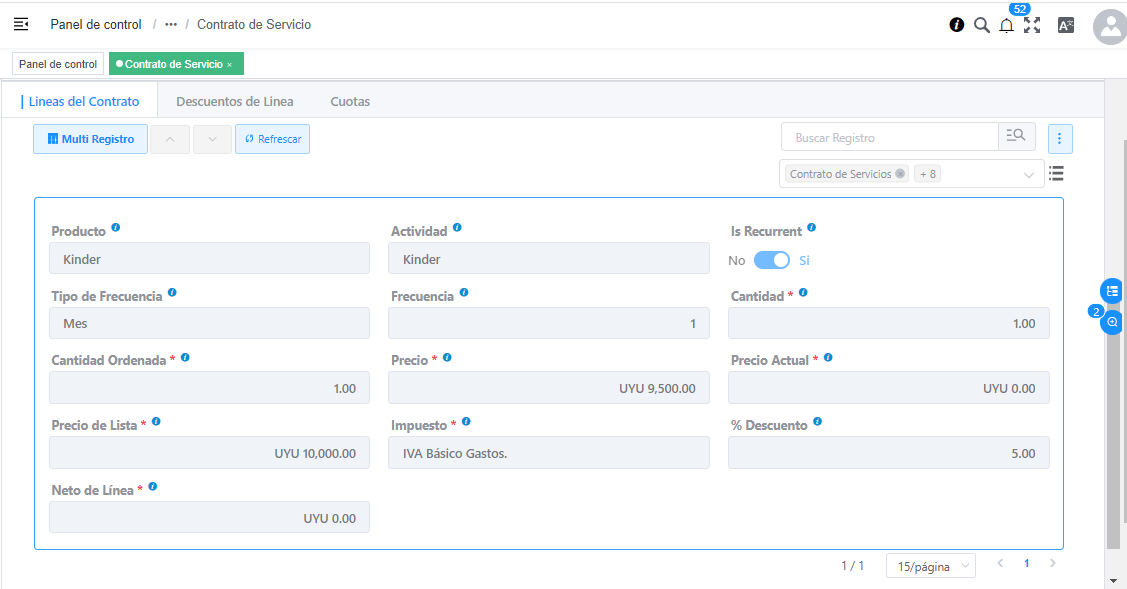 Panel de control / ••• / Contrato de Servicio
52
Panel de control
Contrato de Servicio ×
Lineas del Contrato
Descuentos de Linea
Cuotas
Multi Registro
Refrescar
Buscar Registro
Contrato de Servicios
+ 8
Producto
Actividad
Is Recurrent
Kinder
Kinder
No
Si
Tipo de Frecuencia
Frecuencia
Cantidad *
Mes
1
1.00
Cantidad Ordenada *
Precio *
Precio Actual *
1.00
UYU 9,500.00
UYU 0.00
Precio de Lista *
Impuesto *
% Descuento
UYU 10,000.00
IVA Básico Gastos.
5.00
Neto de Línea *
UYU 0.00
2
1 / 1
15/página
1